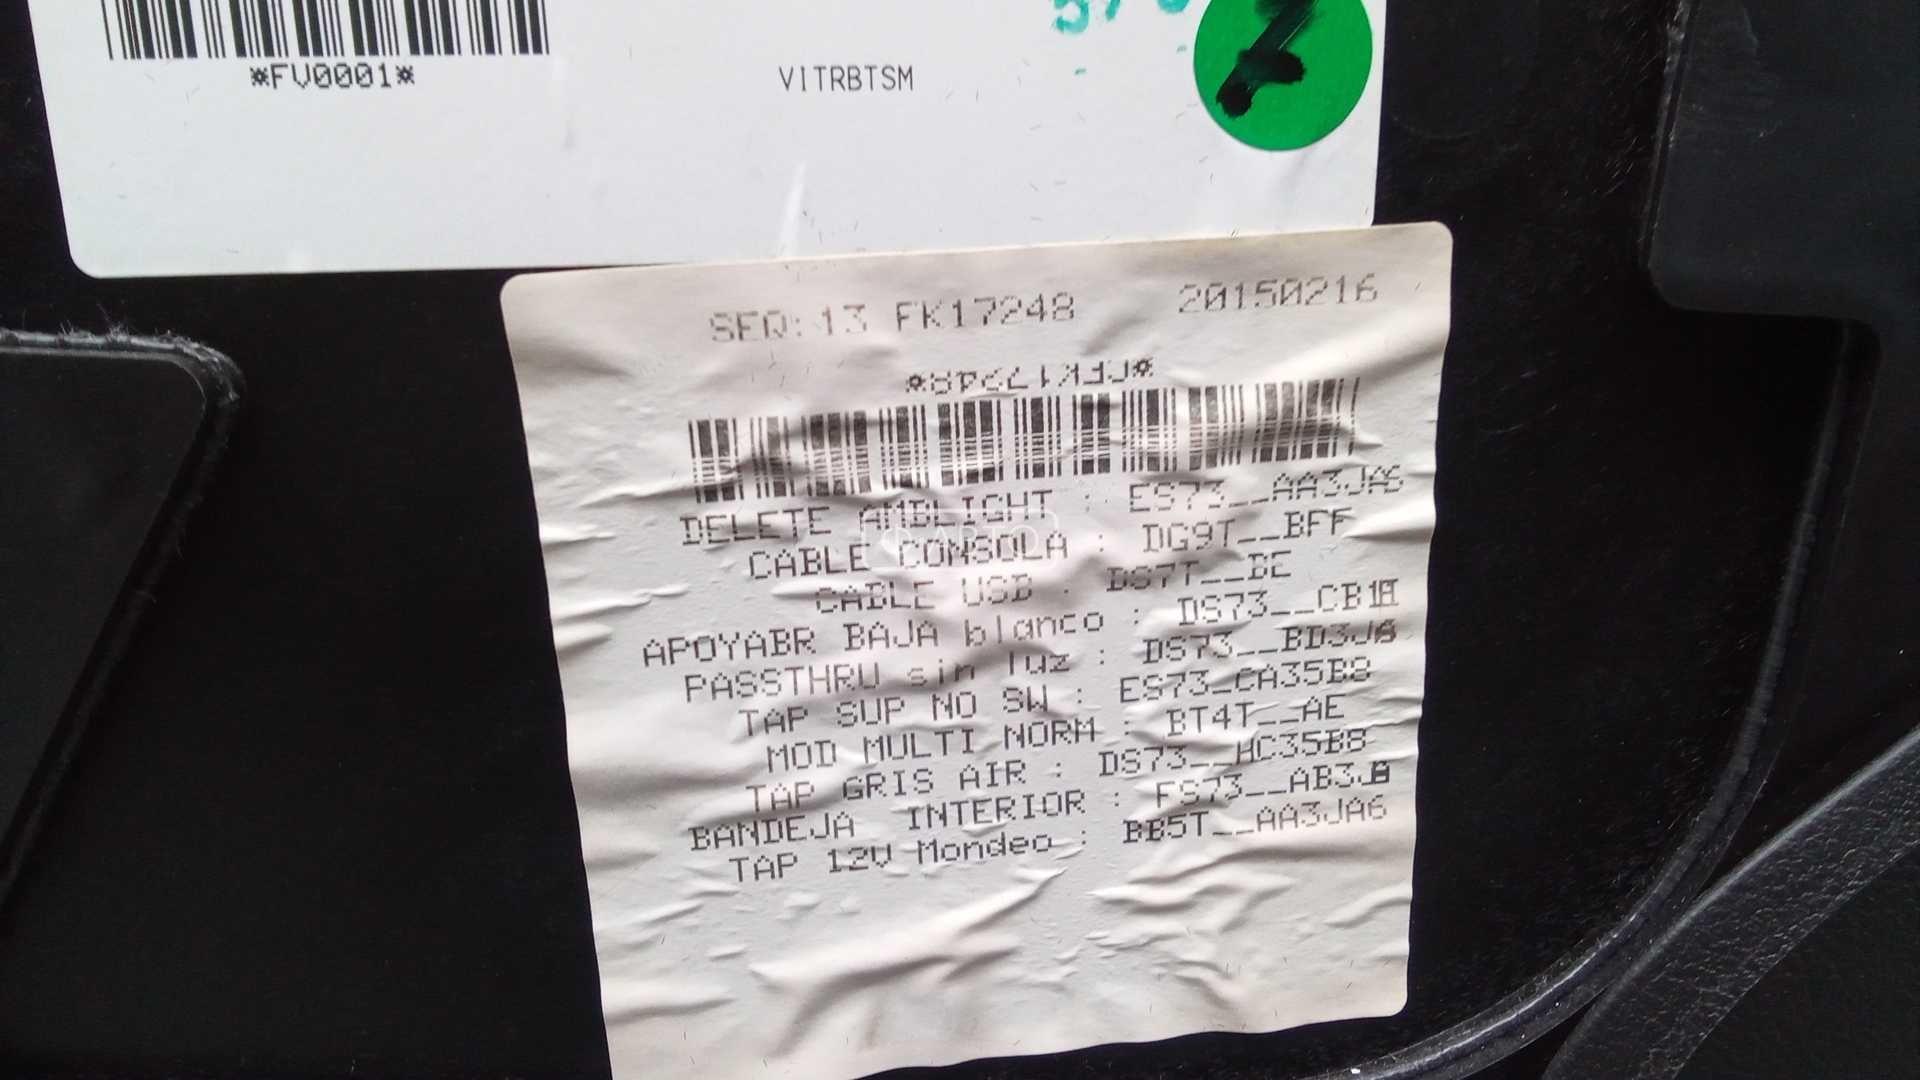 *FV0001*
VITRBTSM
SEQ: 13 FK17248 20150216
DELETE AMBLIGHT : ES73__AA3JA6
CABLE CONSOLA : DG9T__BFF
CABLE USB : DS7T__BE
APOYABR BAJA blanco : DS73__CB1
PASSTHRU sin luz : DS73__BD3JA
TAP SUP NO SW : ES73_CA35B8
MOD MULTI NORM : BT4T__AE
TAP GRIS AIR : DS73__HC35B8
BANDEJA INTERIOR : FS73__AB3J
TAP 12V Mondeo : BB5T__AA3JA6